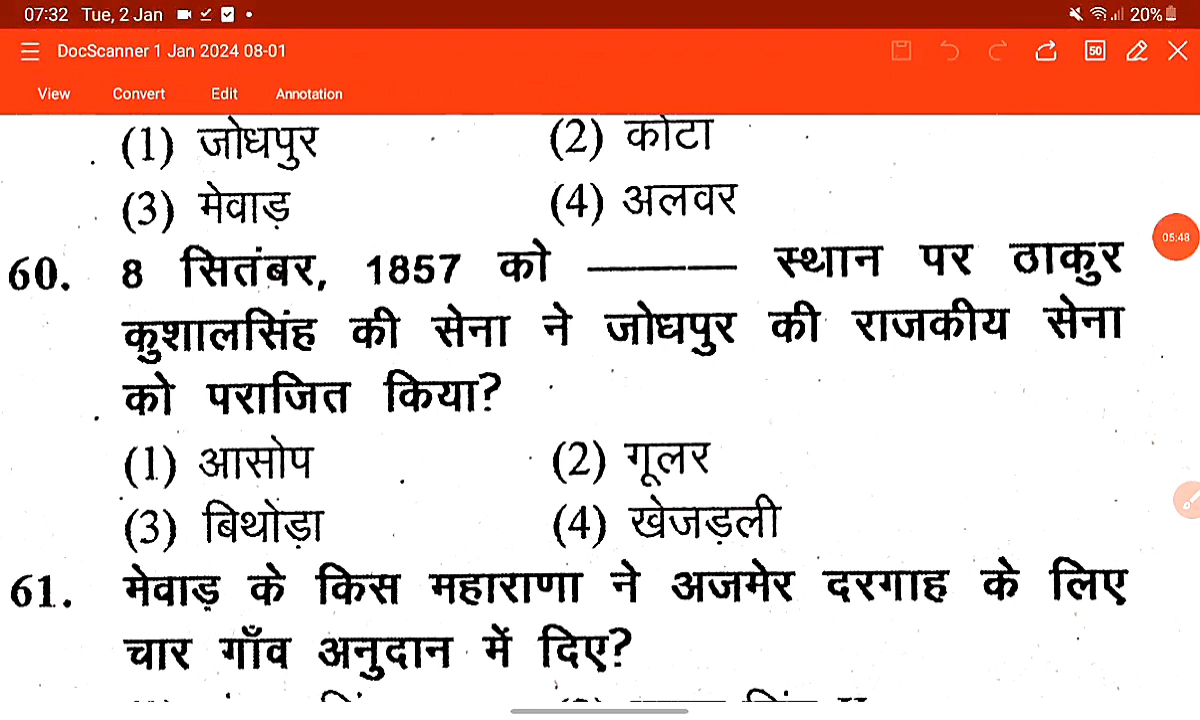 07:32 Tue, 2 Jan
20%
DocScanner 1 Jan 2024 08-01
50
View Convert Edit Annotation
(1) जोधपुर (2) कोटा
(3) मेवाड़ (4) अलवर
05:48
60. 8 सितंबर, 1857 को ______ स्थान पर ठाकुर
कुशालसिंह की सेना ने जोधपुर की राजकीय सेना
को पराजित किया?
(1) आसोप (2) गूलर
(3) बिथोड़ा (4) खेजड़ली
61. मेवाड़ के किस महाराणा ने अजमेर दरगाह के लिए
चार गाँव अनुदान में दिए?